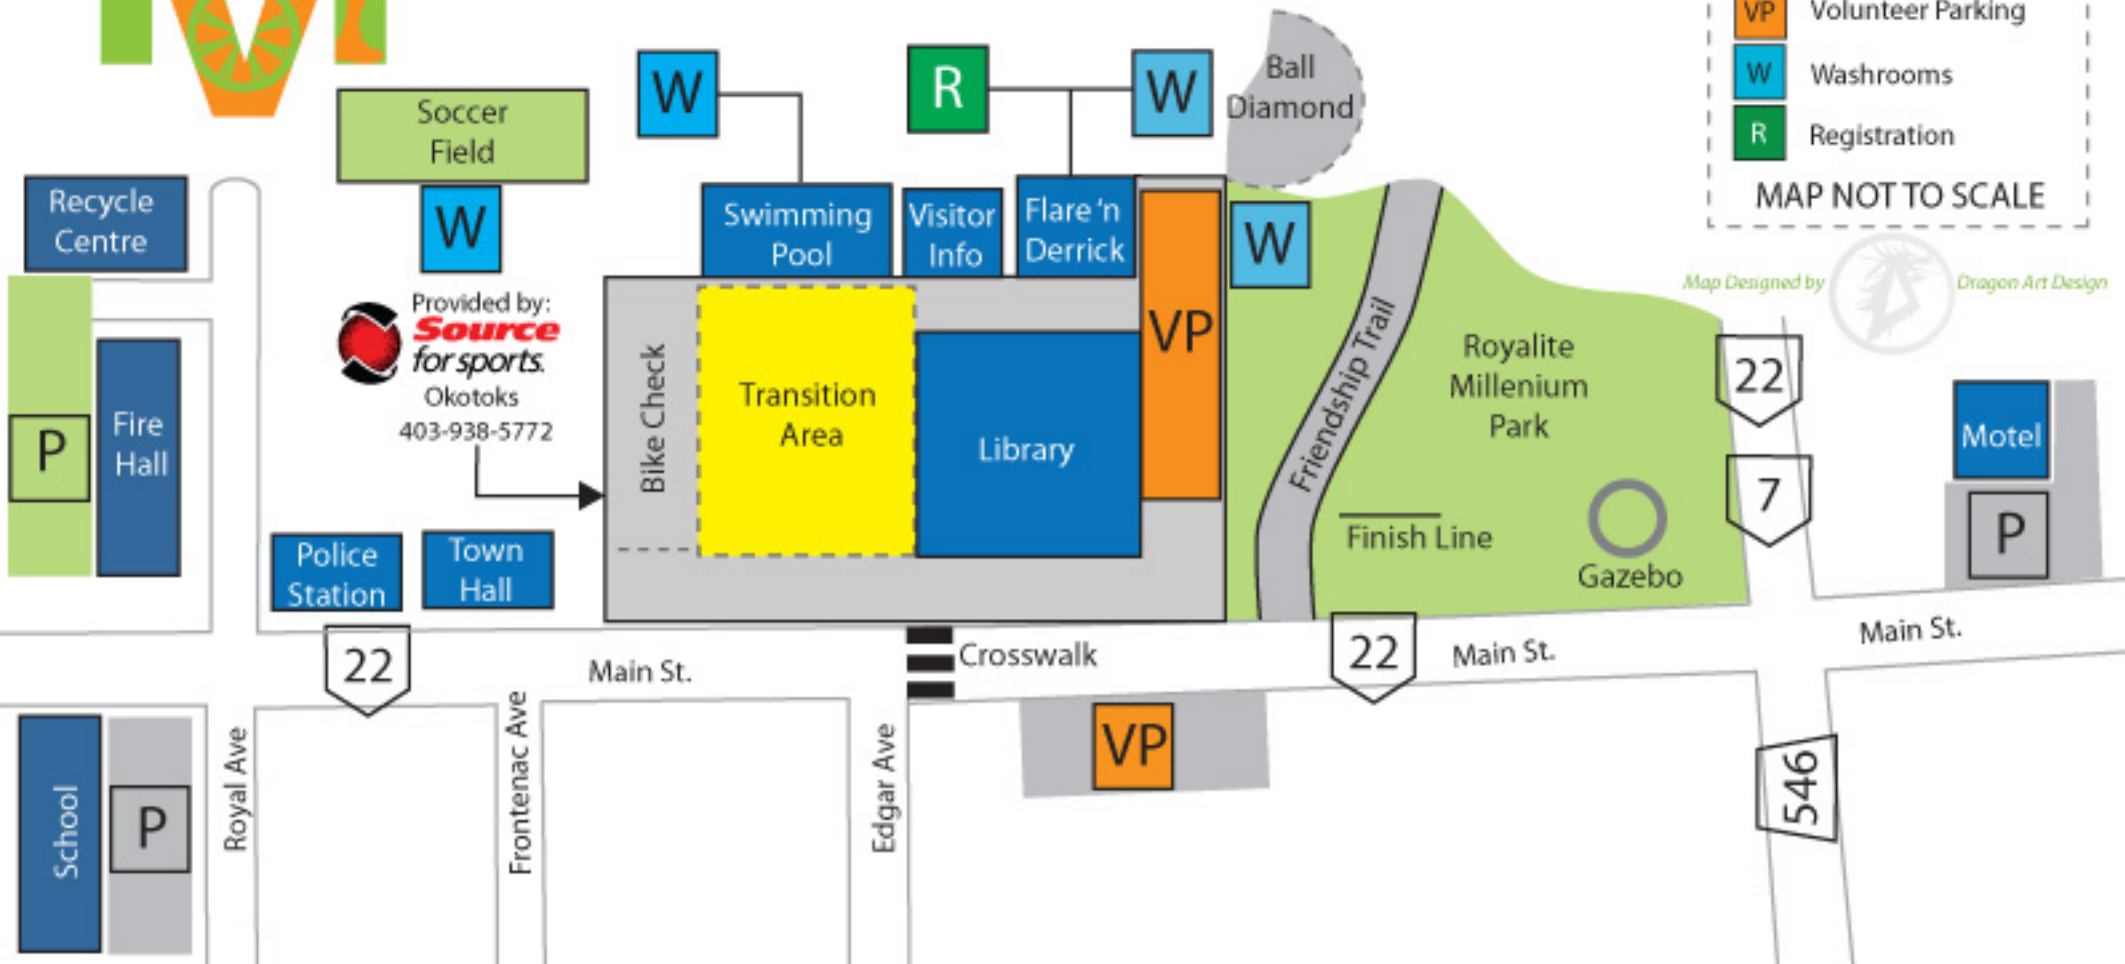 VP Volunteer Parking
W Washrooms
R Registration
MAP NOT TO SCALE
Map Designed by
Dragon Art Design
W
R
W
Ball
Diamond
Soccer
Field
Recycle
Centre
W
Swimming
Pool
Visitor
Info
Flare 'n
Derrick
W
Provided by:
Source
for sports.
Okotoks
403-938-5772
Bike Check
Transition
Area
Library
VP
Friendship Trail
Royalite
Millenium
Park
22
7
Motel
P
P
Fire
Hall
Finish Line
Gazebo
Police
Station
Town
Hall
22
Main St.
Crosswalk
22
Main St.
Main St.
School
P
Royal Ave
Frontenac Ave
Edgar Ave
VP
546